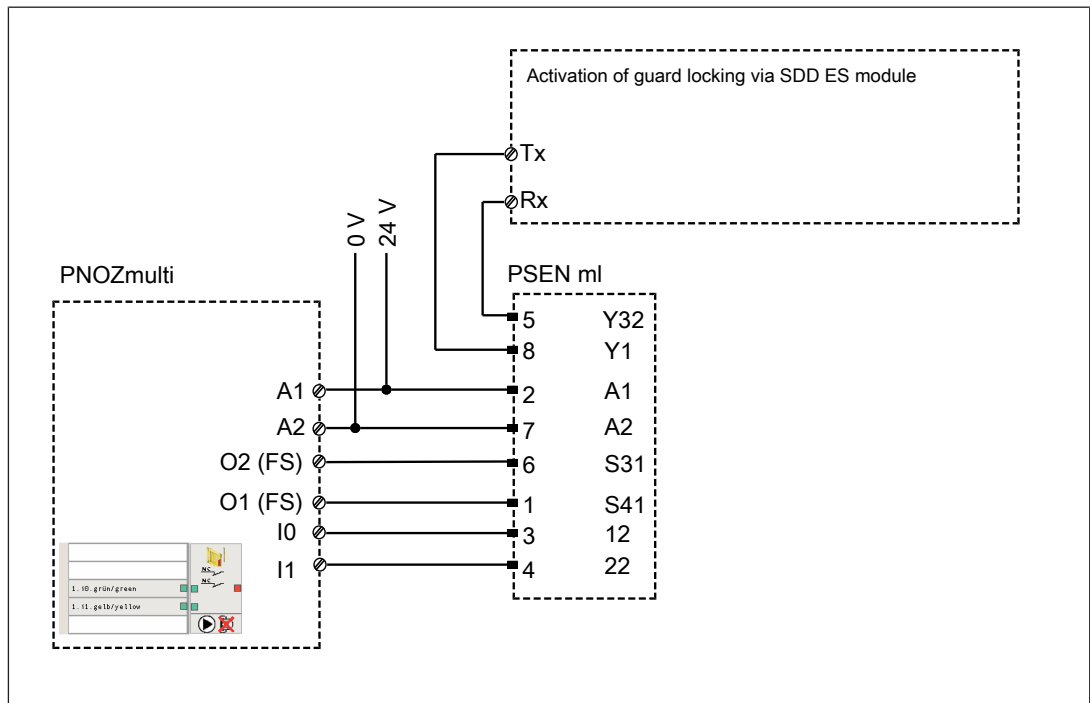 Activation of guard locking via SDD ES module
Tx
Rx
0 V
24 V
PNOZmulti
PSEN ml
5 Y32
8 Y1
A1 2 A1
A2 7 A2
O2 (FS) 6 S31
O1 (FS) 1 S41
I0 3 12
I1 4 22
NC
NC
1.i0.grün/green
1.i1.gelb/yellow